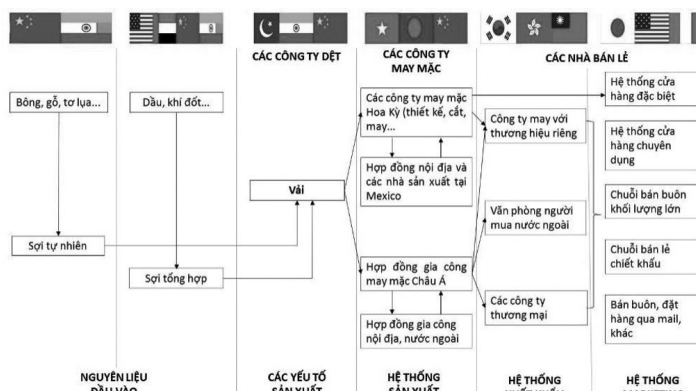 CÁC CÔNG TY DỆT
CÁC CÔNG TY
MAY MẶC
CÁC NHÀ BÁN LẺ
Bông, gỗ, tơ lụa...
Dầu, khí đốt...
Sợi tự nhiên
Sợi tổng hợp
Vải
Các công ty may mặc
Hoa Kỳ (thiết kế, cắt,
may...
Hợp đồng nội địa và
các nhà sản xuất tại
Mexico
Hợp đồng gia công
may mặc Châu Á
Hợp đồng gia công
nội địa, nước ngoài
Công ty may với
thương hiệu riêng
Văn phòng người
mua nước ngoài
Các công ty
thương mại
Hệ thống cửa
hàng đặc biệt
Hệ thống cửa
hàng chuyên
dụng
Chuỗi bán buôn
khối lượng lớn
Chuỗi bán lẻ
chiết khấu
Bán buôn, đặt
hàng qua mail,
khác
NGUYÊN LIỆU
ĐẦU VÀO
CÁC YẾU TỐ
SẢN XUẤT
HỆ THỐNG
SẢN XUẤT
HỆ THỐNG
HỆ THỐNG